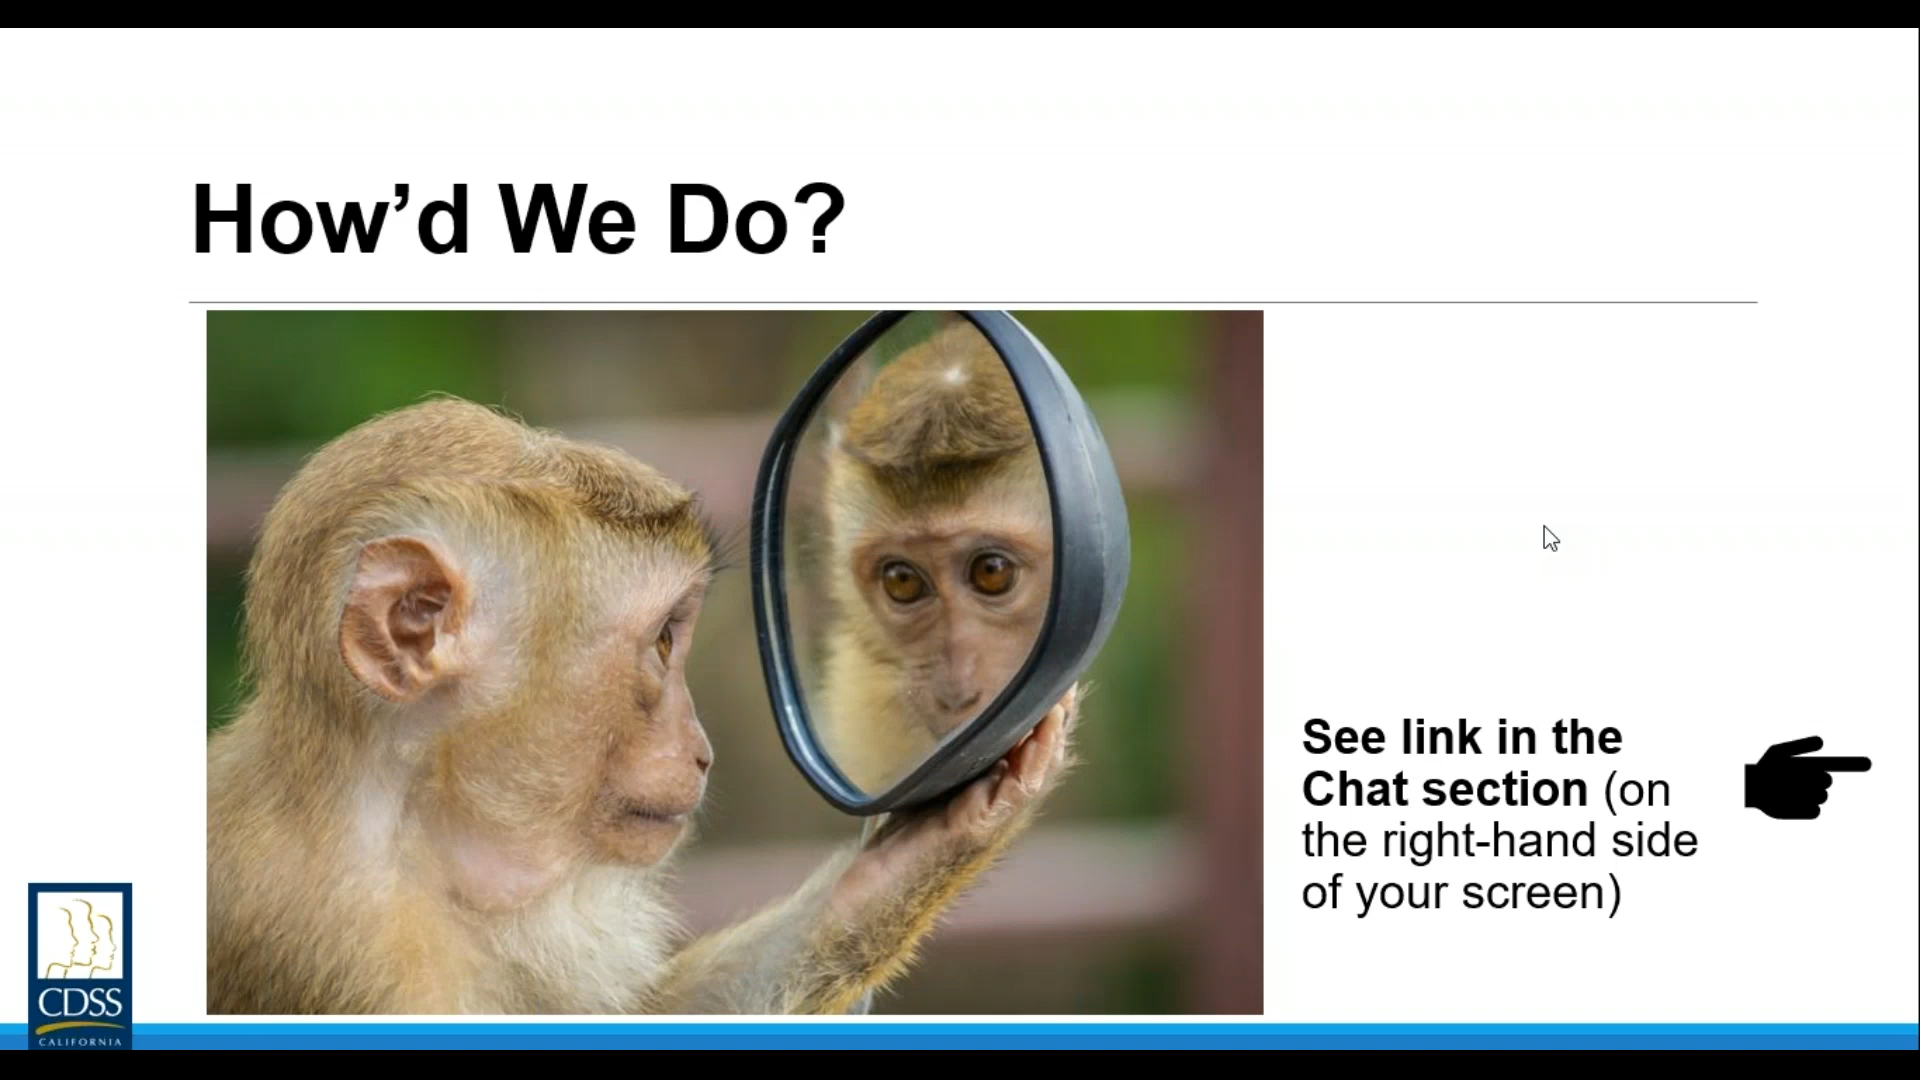 How’d We Do?
See link in the
Chat section (on
the right-hand side
of your screen)
CDSS
CALIFORNIA